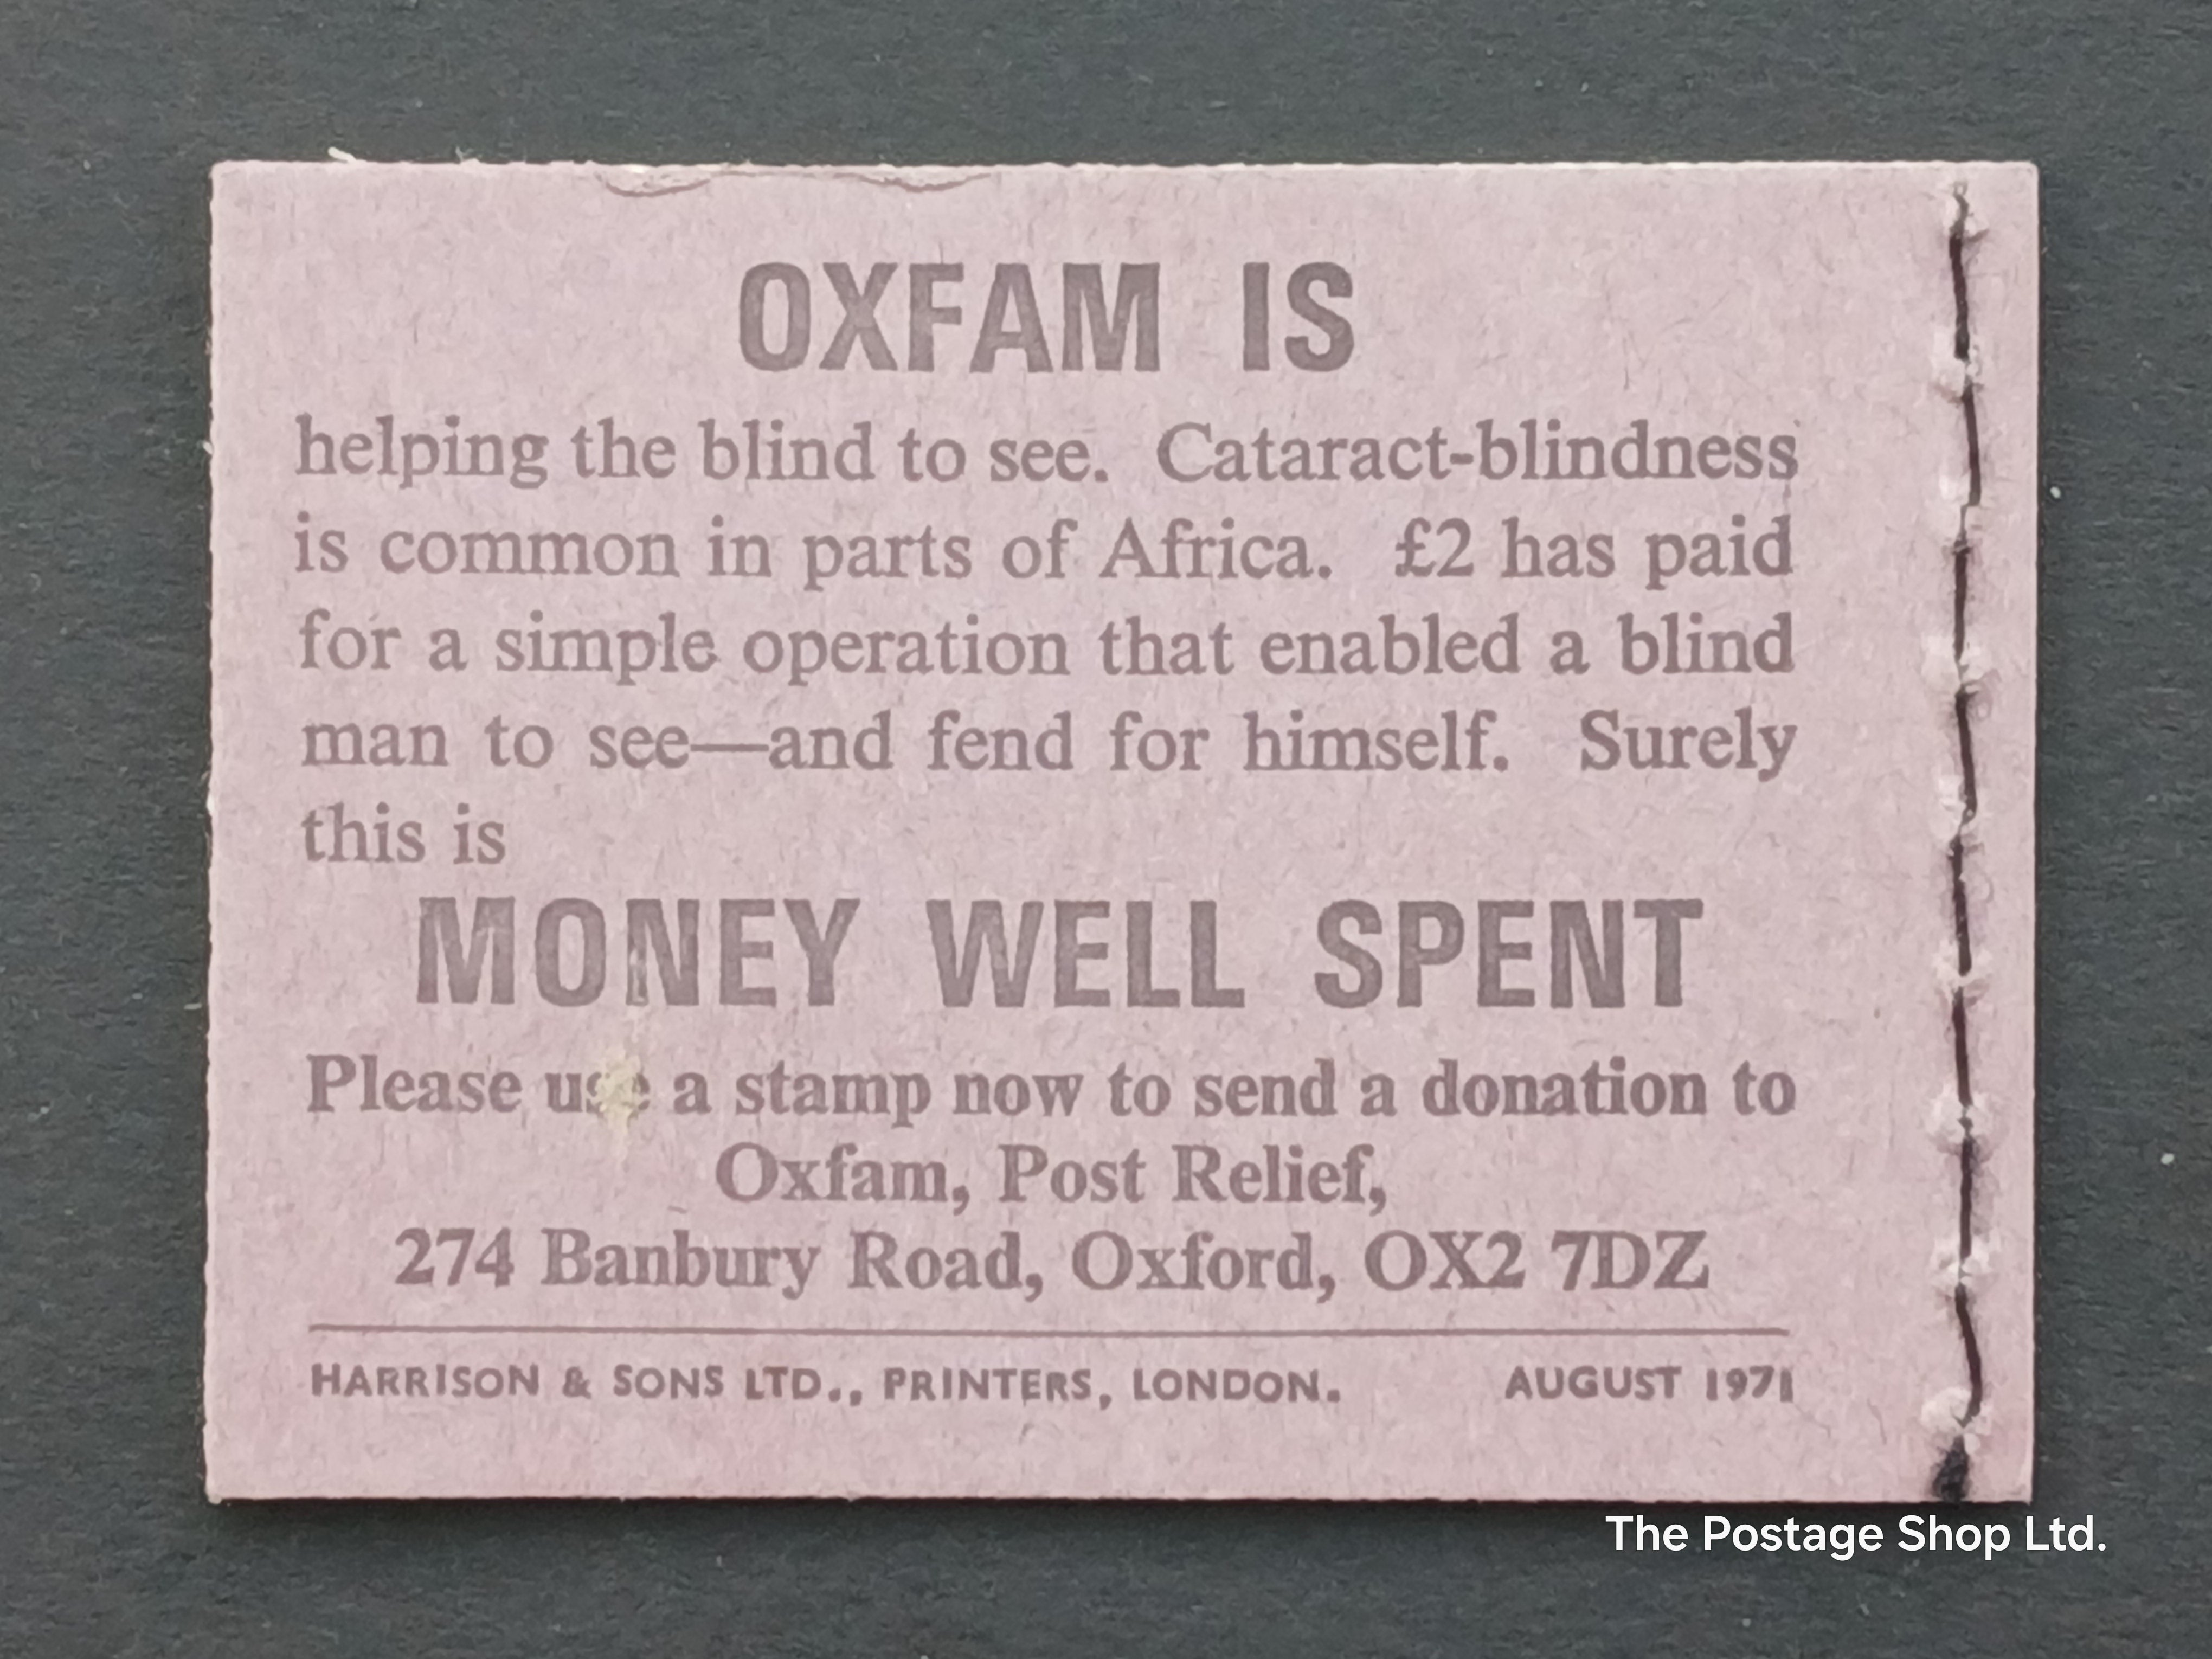 OXFAM IS
helping the blind to see. Cataract-blindness
is common in parts of Africa. £2 has paid
for a simple operation that enabled a blind
man to see—and fend for himself. Surely
this is
MONEY WELL SPENT
Please use a stamp now to send a donation to
Oxfam, Post Relief,
274 Banbury Road, Oxford, OX2 7DZ
HARRISON & SONS LTD., PRINTERS, LONDON. AUGUST 1971
The Postage Shop Ltd.